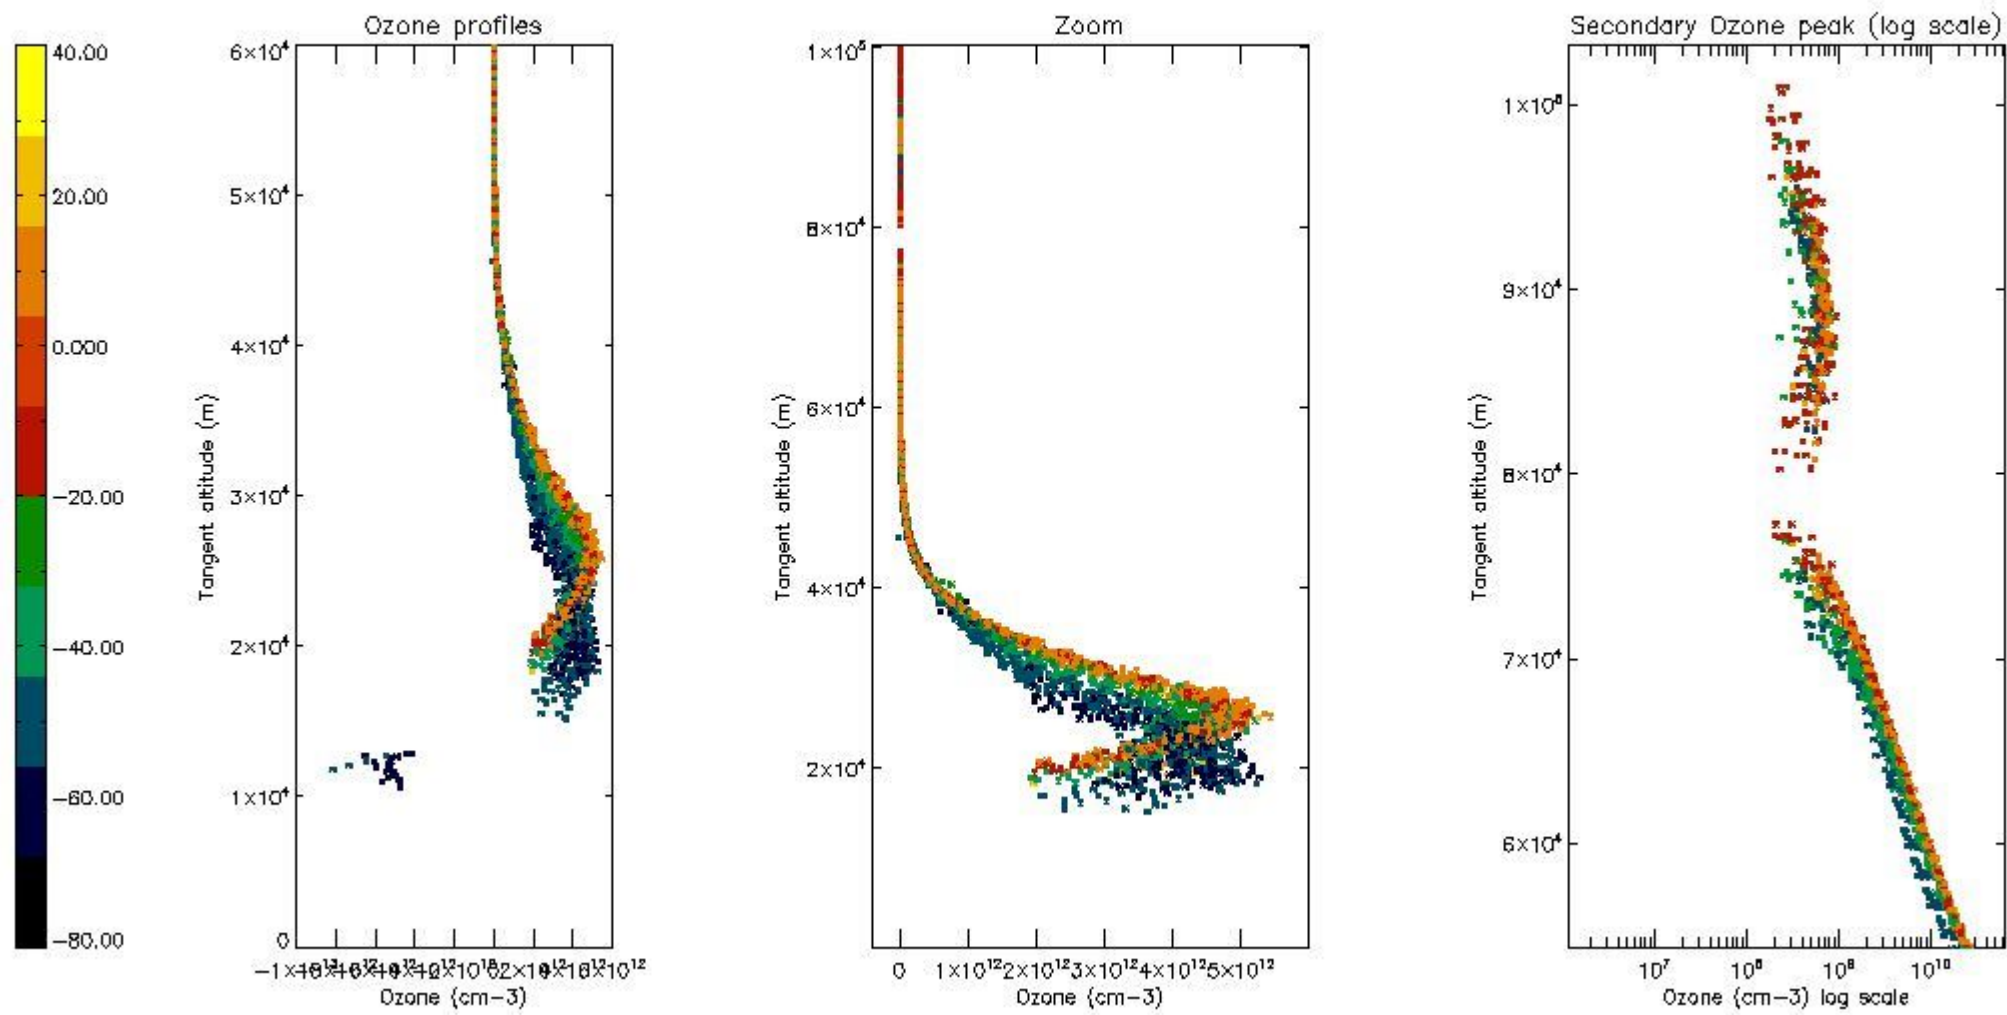 Ozone profiles
Zoom
Secondary Ozone peak (log scale)
40.00
20.00
0.000
−20.00
−40.00
−60.00
−80.00
6×10⁴
5×10⁴
4×10⁴
3×10⁴
2×10⁴
1×10⁴
0
Tangent altitude (m)
Ozone (cm−3)
1×10⁵
8×10⁴
6×10⁴
4×10⁴
2×10⁴
Tangent altitude (m)
0 1×10¹² 2×10¹² 3×10¹² 4×10¹² 5×10¹²
Ozone (cm−3)
1×10⁵
9×10⁴
8×10⁴
7×10⁴
6×10⁴
Tangent altitude (m)
10⁷ 10⁸ 10⁹ 10¹⁰
Ozone (cm−3) log scale